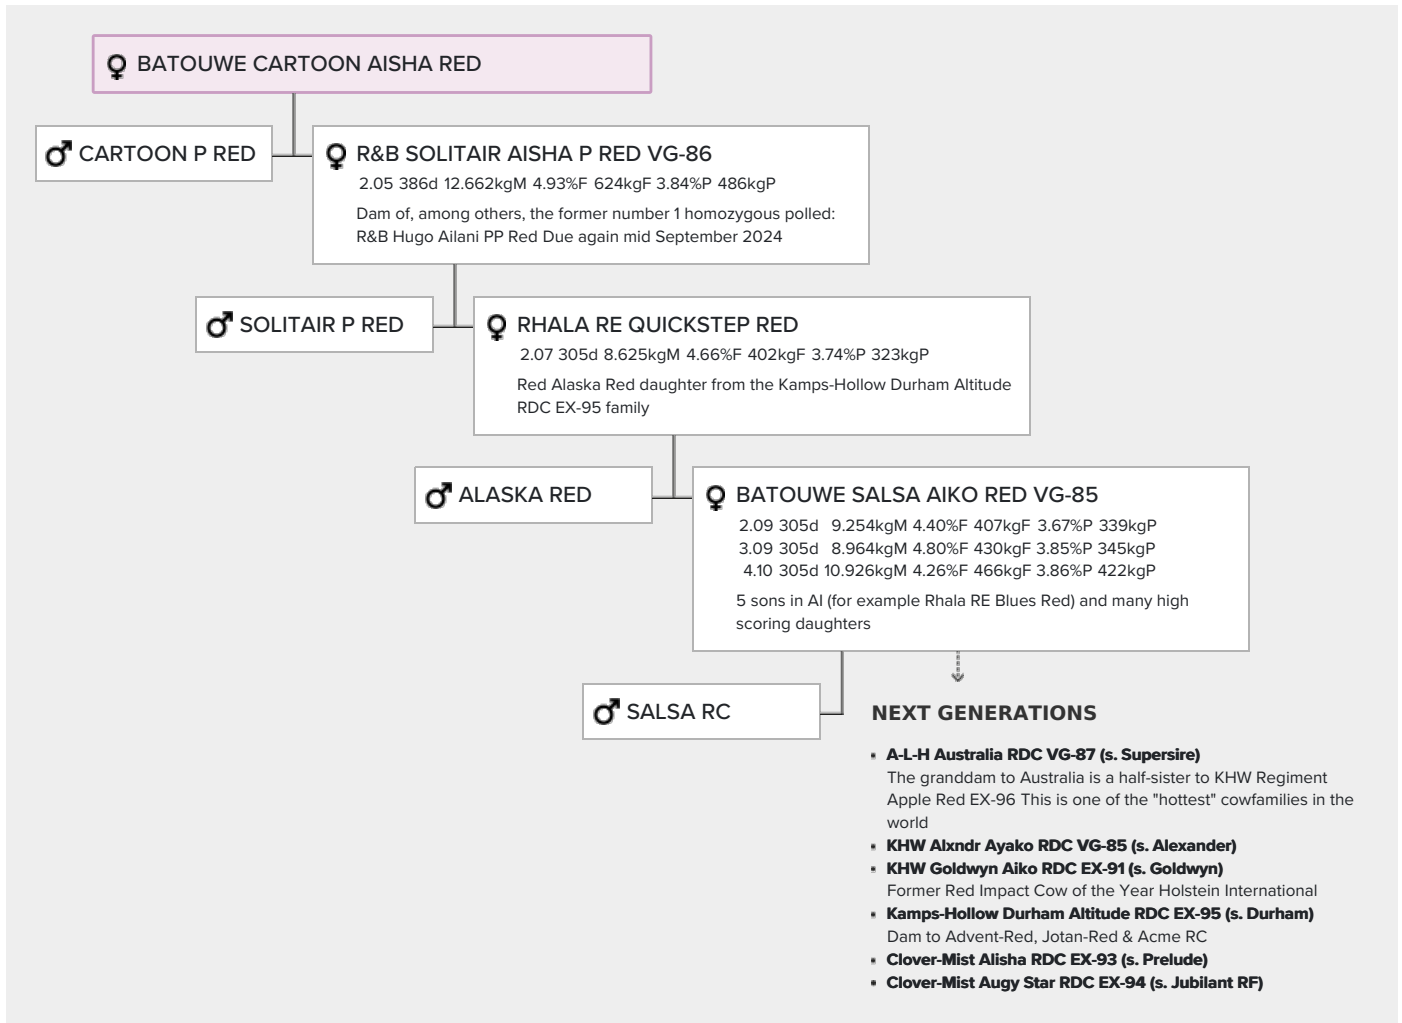 BATOUWE CARTOON AISHA RED
CARTOON P RED
R&B SOLITAIR AISHA P RED VG-86
2.05 386d 12.662kgM 4.93%F 624kgF 3.84%P 486kgP
Dam of, among others, the former number 1 homozygous polled:
R&B Hugo Ailani PP Red Due again mid September 2024
SOLITAIR P RED
RHALA RE QUICKSTEP RED
2.07 305d 8.625kgM 4.66%F 402kgF 3.74%P 323kgP
Red Alaska Red daughter from the Kamps-Hollow Durham Altitude
RDC EX-95 family
ALASKA RED
BATOUWE SALSA AIKO RED VG-85
2.09 305d 9.254kgM 4.40%F 407kgF 3.67%P 339kgP
3.09 305d 8.964kgM 4.80%F 430kgF 3.85%P 345kgP
4.10 305d 10.926kgM 4.26%F 466kgF 3.86%P 422kgP
5 sons in AI (for example Rhala RE Blues Red) and many high
scoring daughters
SALSA RC
NEXT GENERATIONS
A-L-H Australia RDC VG-87 (s. Supersire)
The granddam to Australia is a half-sister to KHW Regiment
Apple Red EX-96 This is one of the "hottest" cowfamilies in the
world
KHW Alxndr Ayako RDC VG-85 (s. Alexander)
KHW Goldwyn Aiko RDC EX-91 (s. Goldwyn)
Former Red Impact Cow of the Year Holstein International
Kamps-Hollow Durham Altitude RDC EX-95 (s. Durham)
Dam to Advent-Red, Jotan-Red & Acme RC
Clover-Mist Alisha RDC EX-93 (s. Prelude)
Clover-Mist Augy Star RDC EX-94 (s. Jubilant RF)